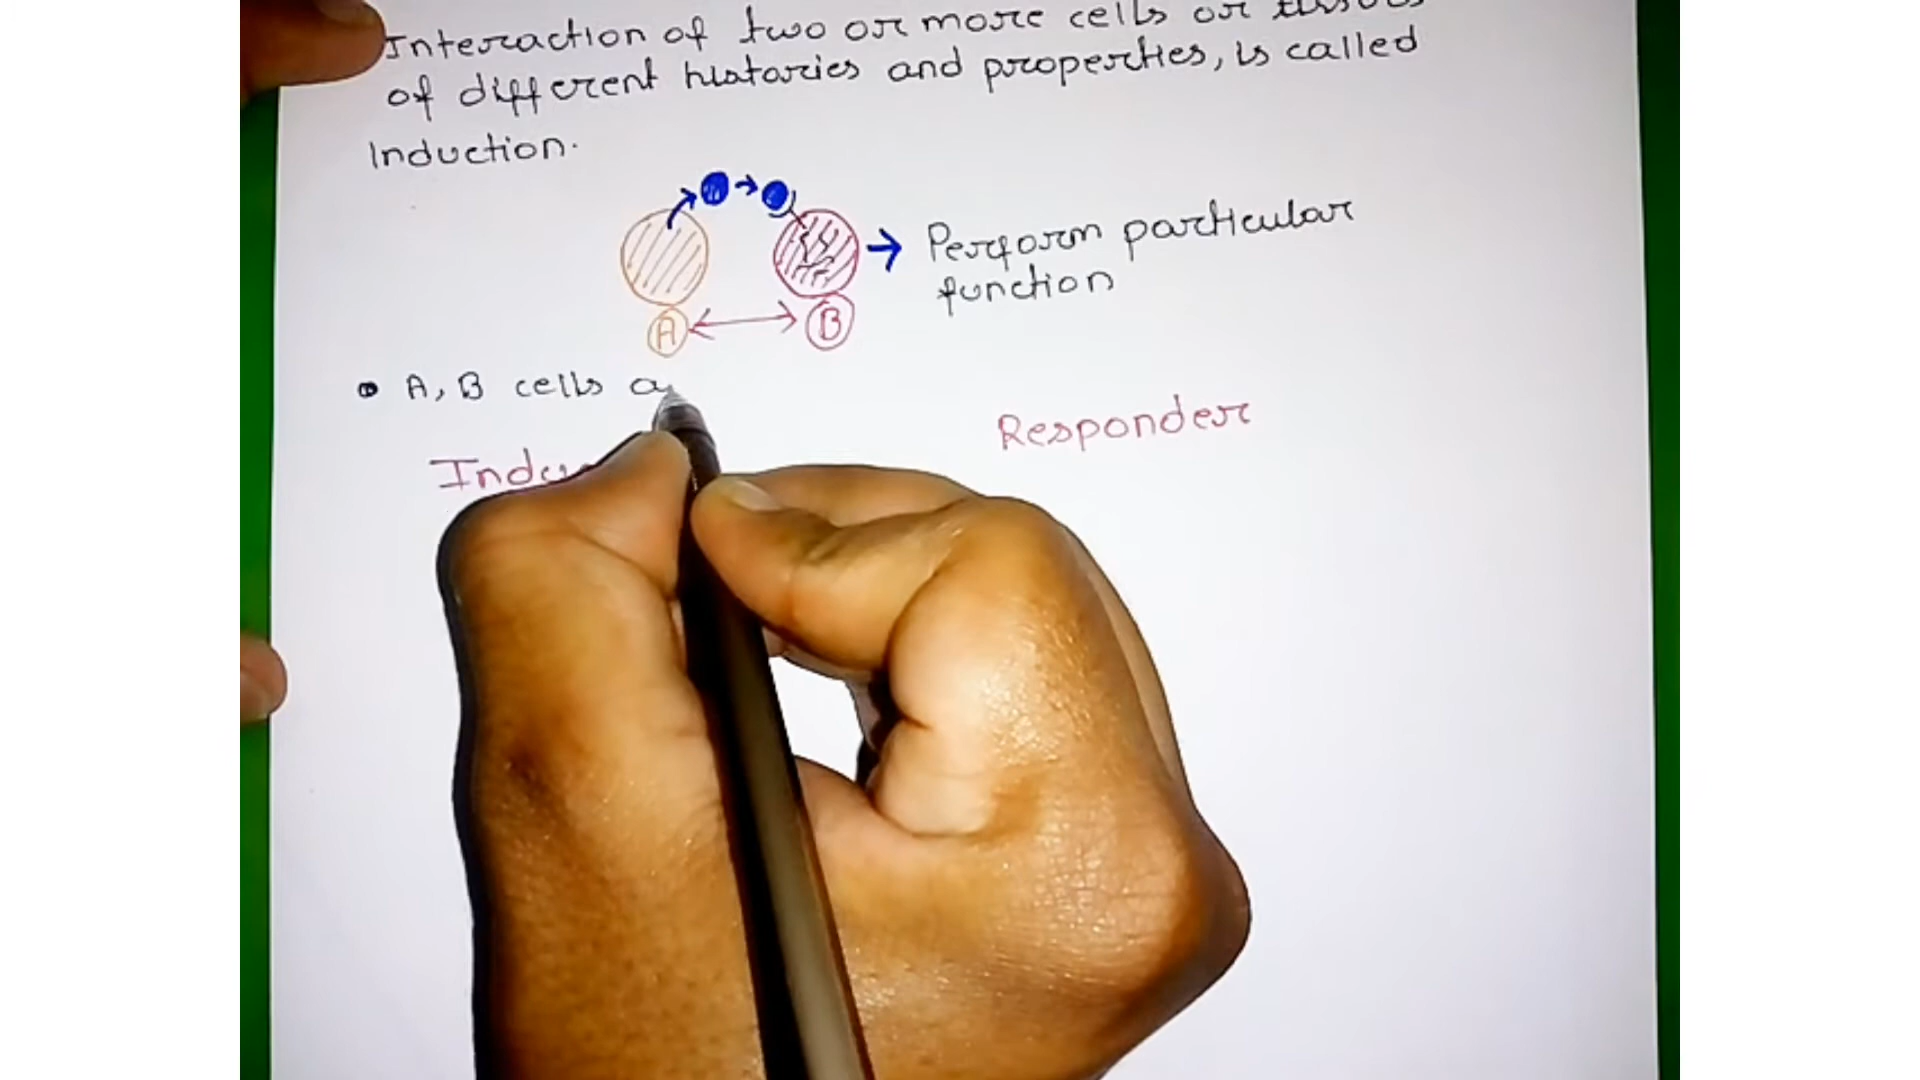 Interaction of two or more cells or tissues
of different histories and properties, is called
Induction.
Perform particular
function
A B
• A, B cells a
Responder
Indu